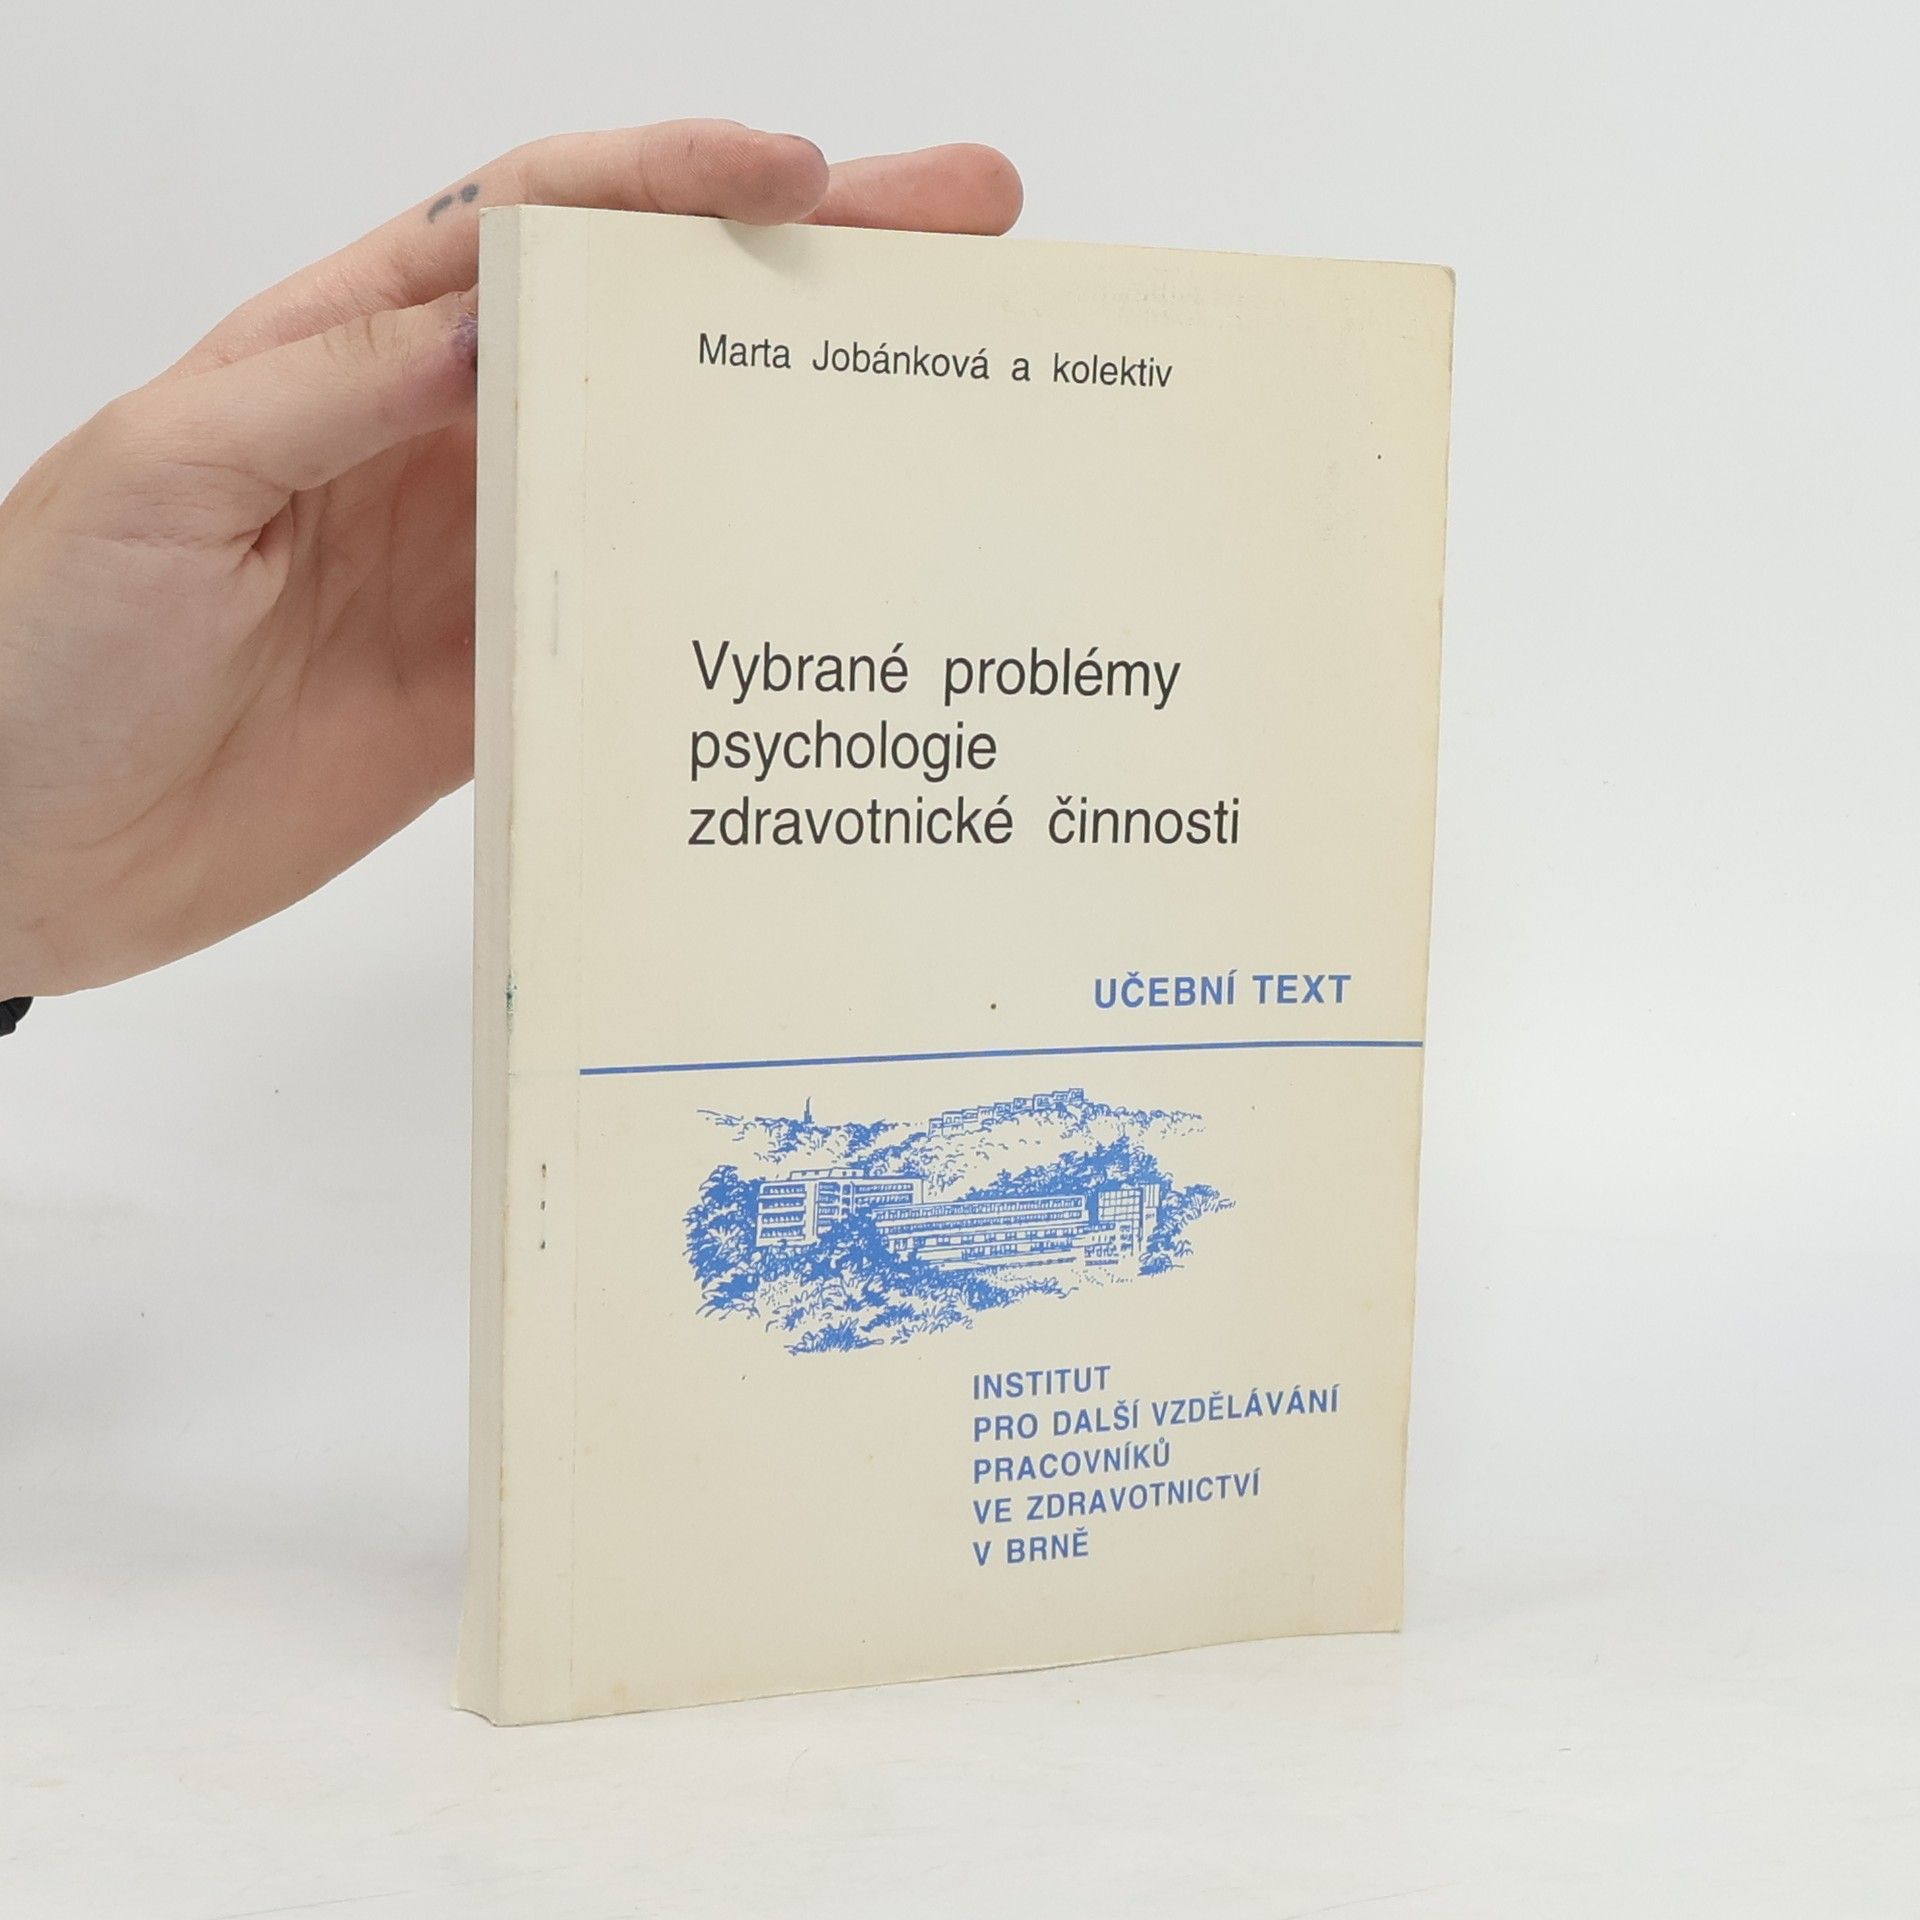 Marta Jobánková a kolektiv
Vybrané problémy
psychologie
zdravotnické činnosti
UČEBNÍ TEXT
INSTITUT
PRO DALŠÍ VZDĚLÁVÁNÍ
PRACOVNÍKŮ
VE ZDRAVOTNICTVÍ
V BRNĚ